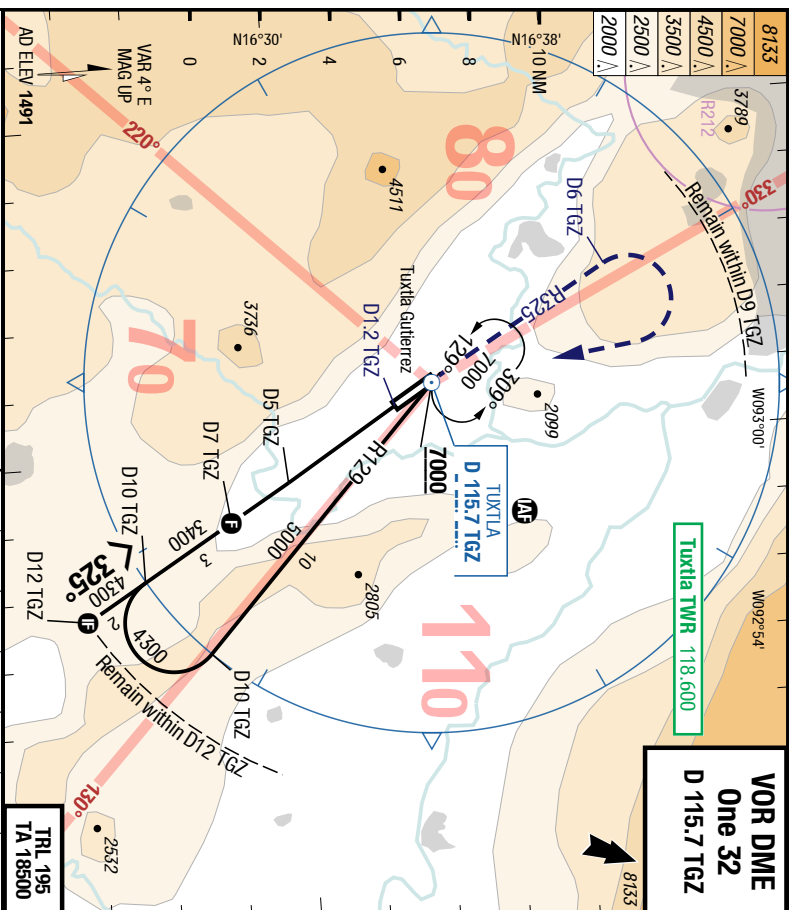 VOR DME
One 32
D 115.7 TGZ
8133
7000
4500
3500
2500
2000
AD ELEV 1491
VAR 4° E
MAG UP
0
2
4
6
8
10 NM
N16°30'
N16°38'
W093°00'
W092°54'
Tuxtla TWR 118.600
8133
3789
R212
330°
Remain within D9 TGZ
D6 TGZ
R325
80
4511
220°
Tuxtla Gutierrez
D1.2 TGZ
129°
7000
309°
2099
7000
TUXTLA
D 115.7 TGZ
IAF
70
3736
D5 TGZ
D7 TGZ
F
R129
5000
10
2805
110
3400
3
D10 TGZ
325°
4300
2
D12 TGZ
IF
4300
D10 TGZ
Remain within D12 TGZ
130°
2532
TRL 195
TA 18500